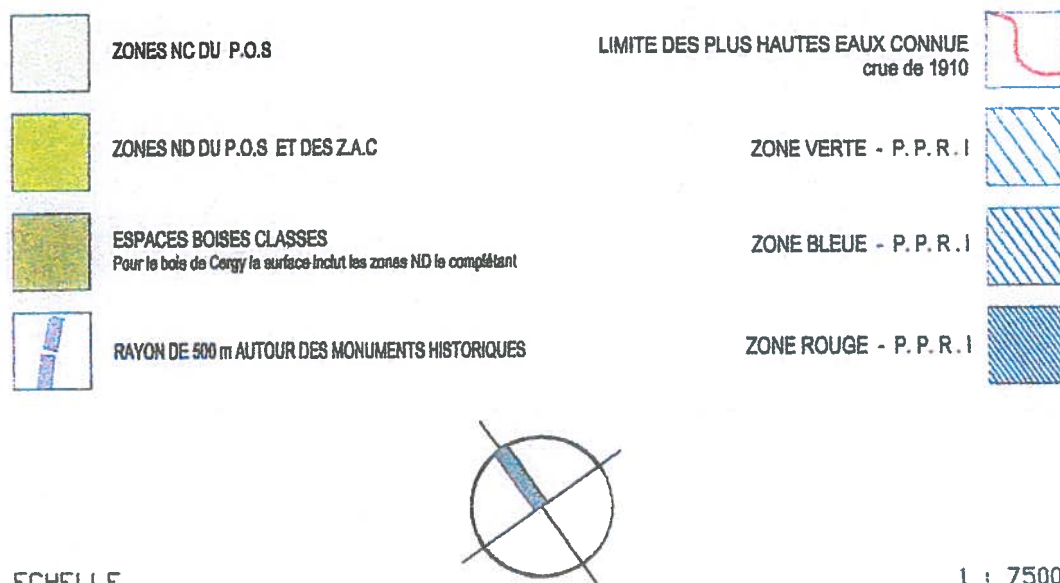 ZONES NC DU P.O.S
ZONES ND DU P.O.S ET DES Z.A.C
ESPACES BOISES CLASSES
Pour le bois de Cergy la surface inclut les zones ND le complétant
RAYON DE 500 m AUTOUR DES MONUMENTS HISTORIQUES
LIMITE DES PLUS HAUTES EAUX CONNUE
crue de 1910
ZONE VERTE - P. P. R. I
ZONE BLEUE - P. P. R. I
ZONE ROUGE - P. P. R. I
ECHELLE
1 : 7500